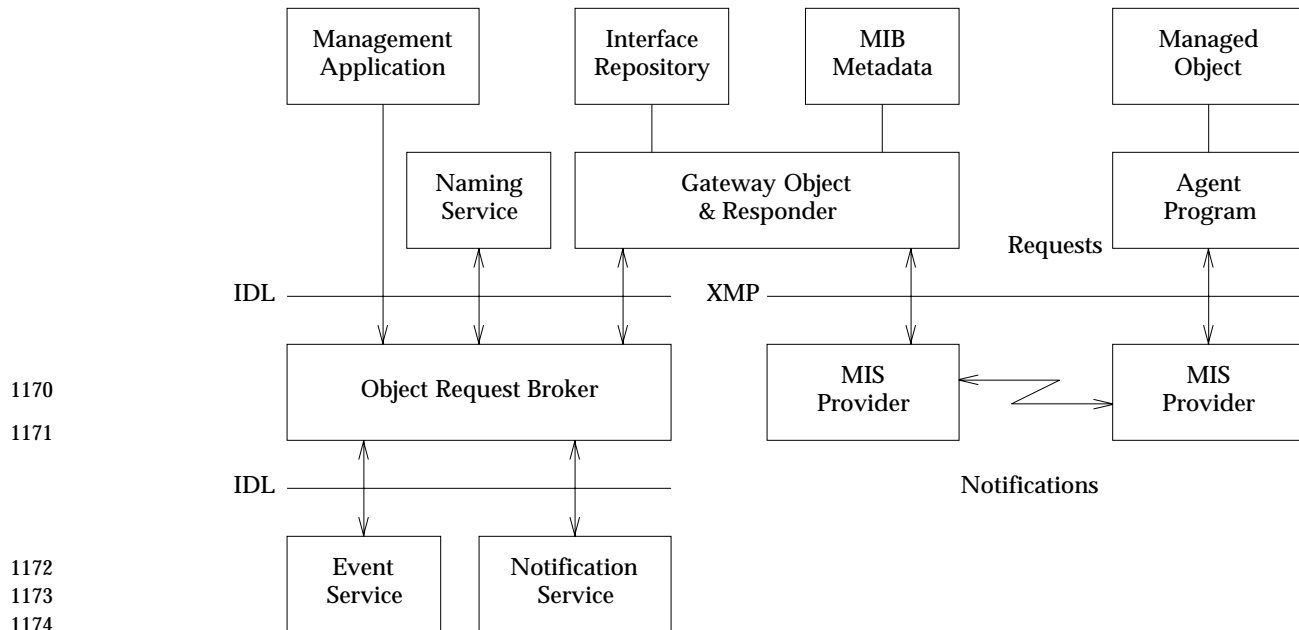 Management
Application
Interface
Repository
MIB
Metadata
Managed
Object
Naming
Service
Gateway Object
& Responder
Agent
Program
Requests
IDL
XMP
1170
Object Request Broker
MIS
Provider
MIS
Provider
1171
IDL
Notifications
1172
Event
Service
Notification
Service
1173
1174